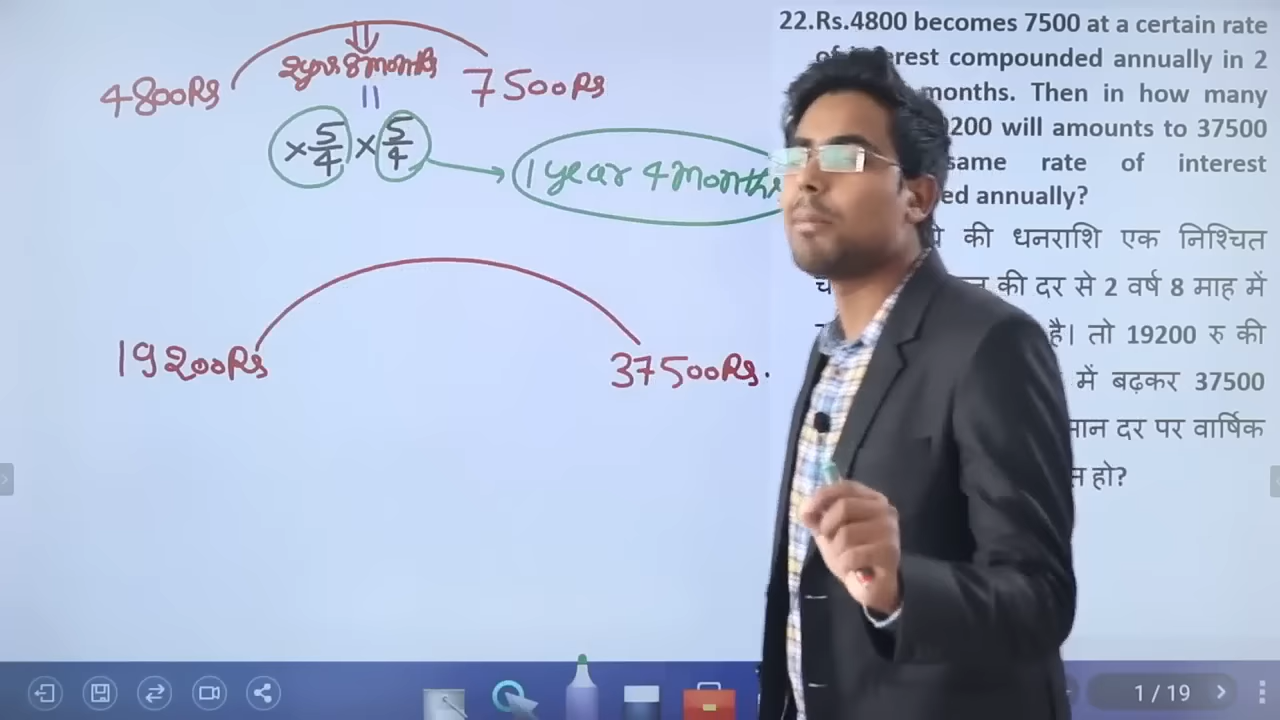 4800Rs
2yrs 8months
7500Rs
=
×5/4 × 5/4
1 year 4 months
19200Rs
37500Rs.
22.Rs.4800 becomes 7500 at a certain rate
interest compounded annually in 2
months. Then in how many
200 will amounts to 37500
same rate of interest
ed annually?
की धनराशि एक निश्चित
की दर से 2 वर्ष 8 माह में
है। तो 19200 रु की
में बढ़कर 37500
दर पर वार्षिक
हो?
1 / 19